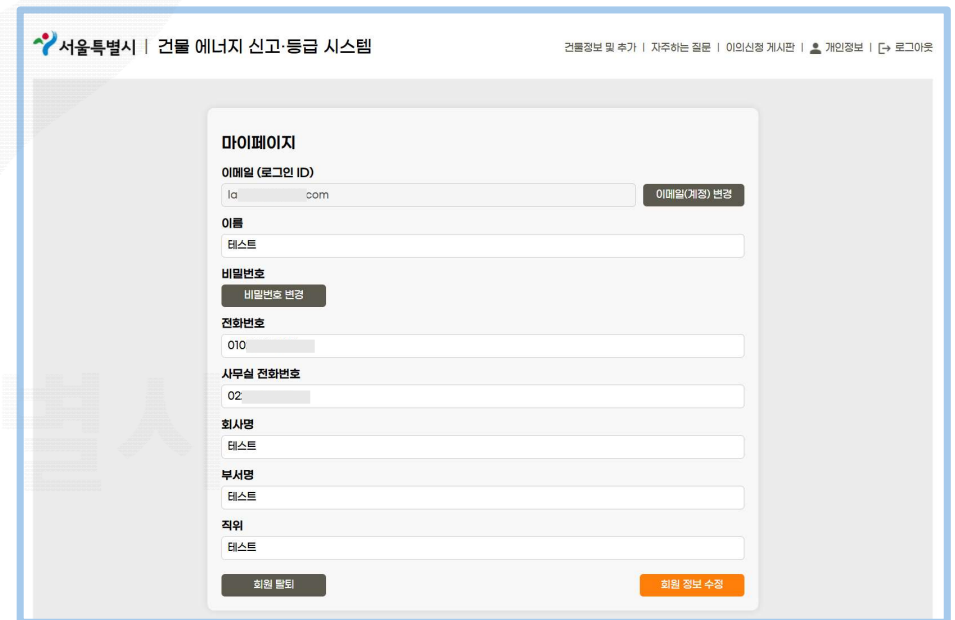 서울특별시 | 건물 에너지 신고·등급 시스템
건물정보 및 추가 | 자주하는 질문 | 이의신청 게시판 | 개인정보 | 로그아웃
마이페이지
이메일 (로그인 ID)
la com
이메일(계정) 변경
이름
테스트
비밀번호
비밀번호 변경
전화번호
010
사무실 전화번호
02
회사명
테스트
부서명
테스트
직위
테스트
회원 탈퇴
회원 정보 수정
별시